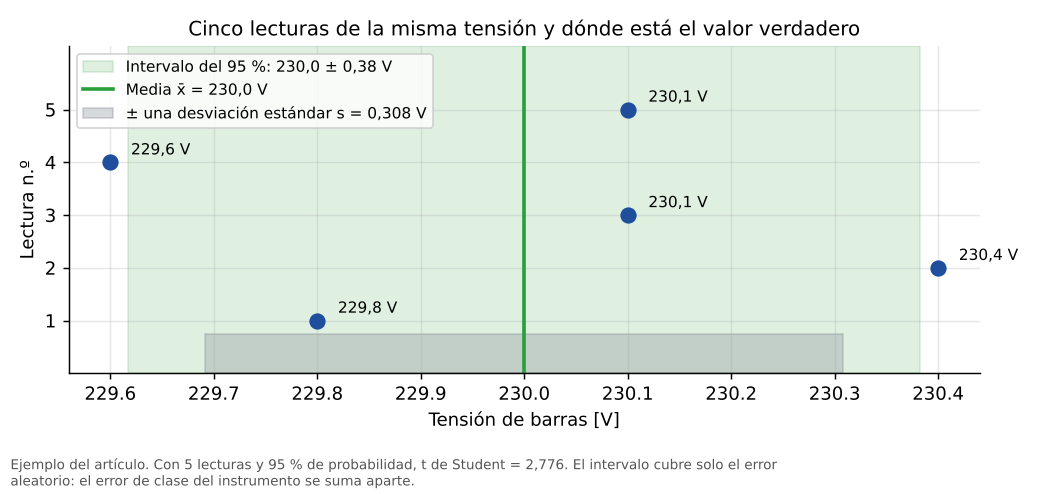 Cinco lecturas de la misma tensión y dónde está el valor verdadero
Intervalo del 95 %: 230,0 ± 0,38 V
Media x̄ = 230,0 V
± una desviación estándar s = 0,308 V
Lectura n.º
5
4
3
2
1
230,1 V
229,6 V
230,1 V
230,4 V
229,8 V
229.6 229.7 229.8 229.9 230.0 230.1 230.2 230.3 230.4
Tensión de barras [V]
Ejemplo del artículo. Con 5 lecturas y 95 % de probabilidad, t de Student = 2,776. El intervalo cubre solo el error
aleatorio: el error de clase del instrumento se suma aparte.